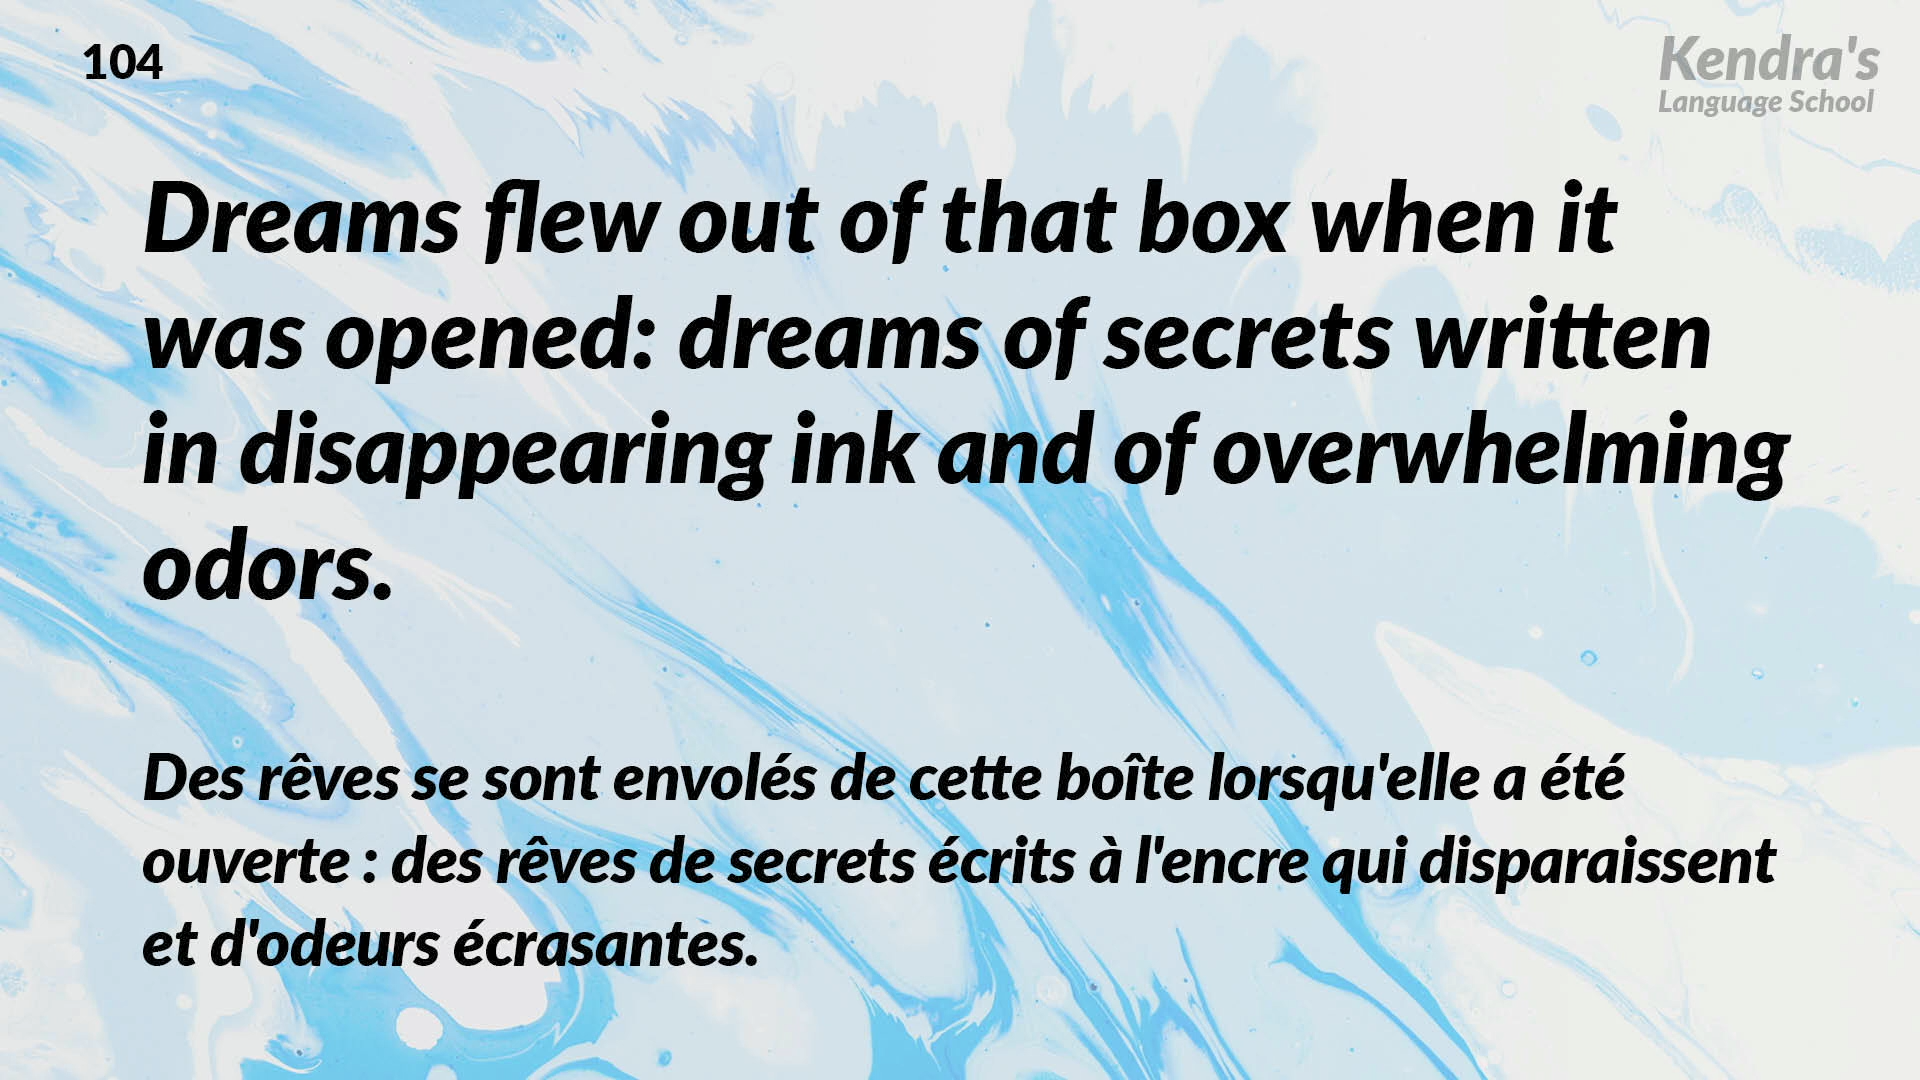 104
Kendra's
Language School
Dreams flew out of that box when it
was opened: dreams of secrets written
in disappearing ink and of overwhelming
odors.
Des rêves se sont envolés de cette boîte lorsqu'elle a été
ouverte : des rêves de secrets écrits à l'encre qui disparaissent
et d'odeurs écrasantes.